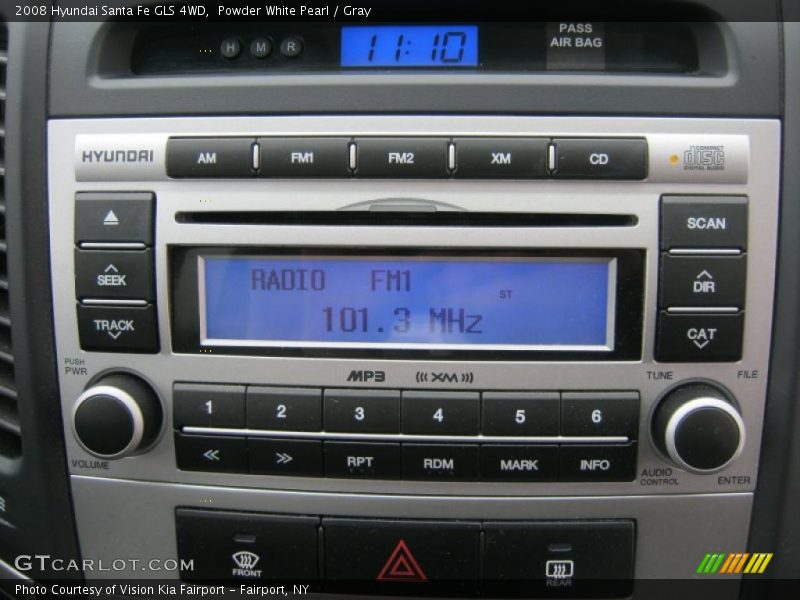 2008 Hyundai Santa Fe GLS 4WD, Powder White Pearl / Gray
H M R
11:10
PASS
AIR BAG
HYUNDAI
AM FM1 FM2 XM CD
COMPACT
disc
DIGITAL AUDIO
SEEK
TRACK
SCAN
DIR
CAT
RADIO FM1
ST
101.3 MHz
PUSH
PWR
VOLUME
MP3 ((( XM )))
TUNE FILE
1 2 3 4 5 6
« » RPT RDM MARK INFO
AUDIO
CONTROL
ENTER
FRONT
REAR
GTCARLOT.COM
Photo Courtesy of Vision Kia Fairport - Fairport, NY